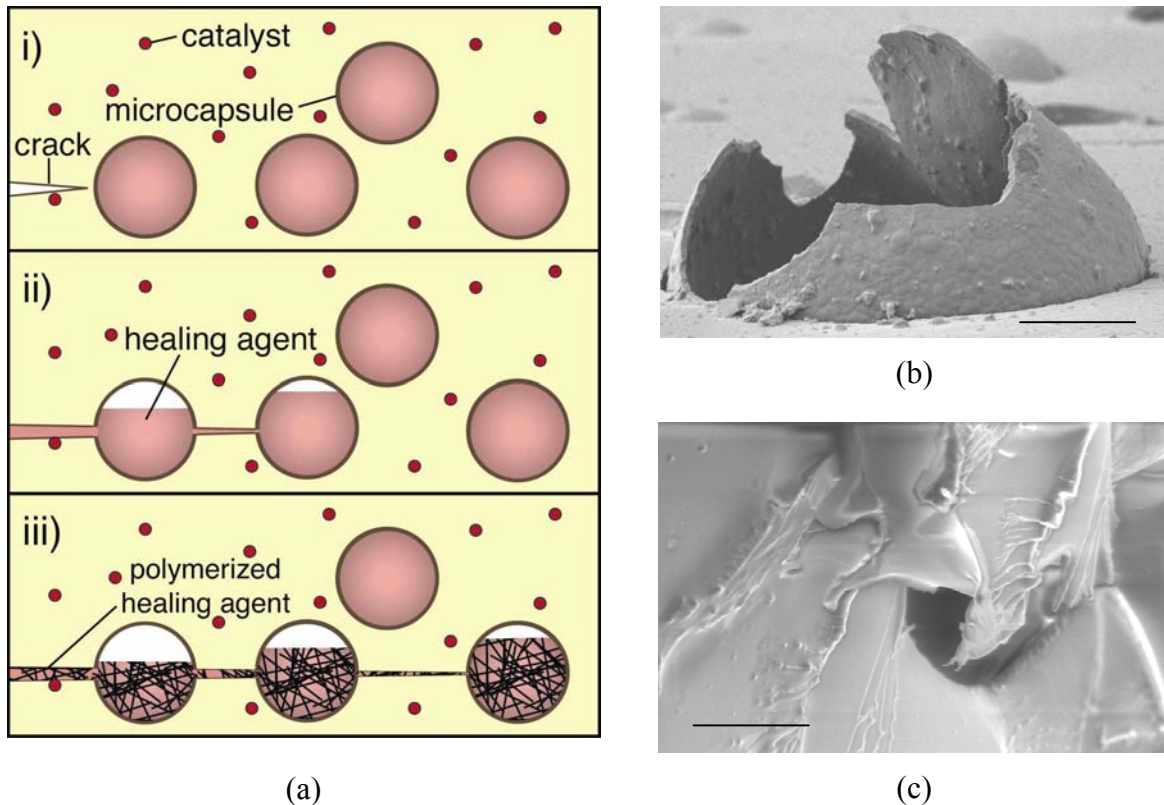 i)
catalyst
microcapsule
crack
ii)
healing agent
iii)
polymerized
healing agent
(a)
(b)
(c)